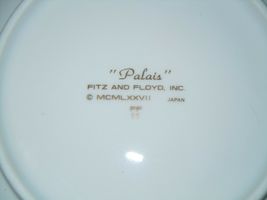 "Palais"
FITZ AND FLOYD, INC.
© MCMLXXVII JAPAN